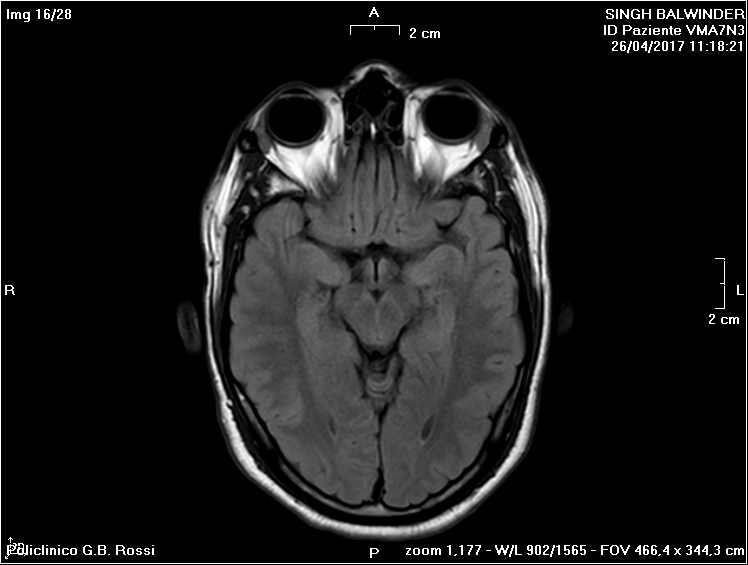 Img 16/28
A
SINGH BALWINDER
ID Paziente VMA7N3
26/04/2017 11:18:21
2 cm
R
L
2 cm
Policlinico G.B. Rossi
P
zoom 1,177 - W/L 902/1565 - FOV 466,4 x 344,3 cm